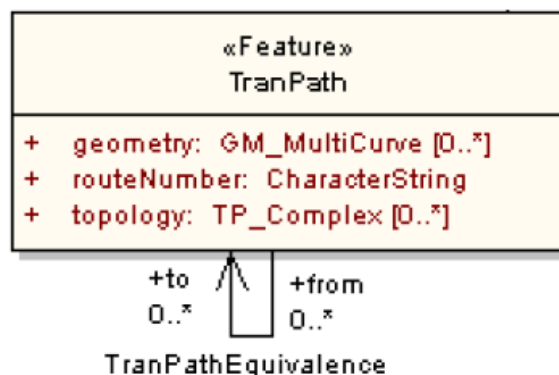 «Feature»
TranPath
+ geometry: GM_MultiCurve [0..*]
+ routeNumber: CharacterString
+ topology: TP_Complex [0..*]
+to +from
0..* 0..*
TranPathEquivalence